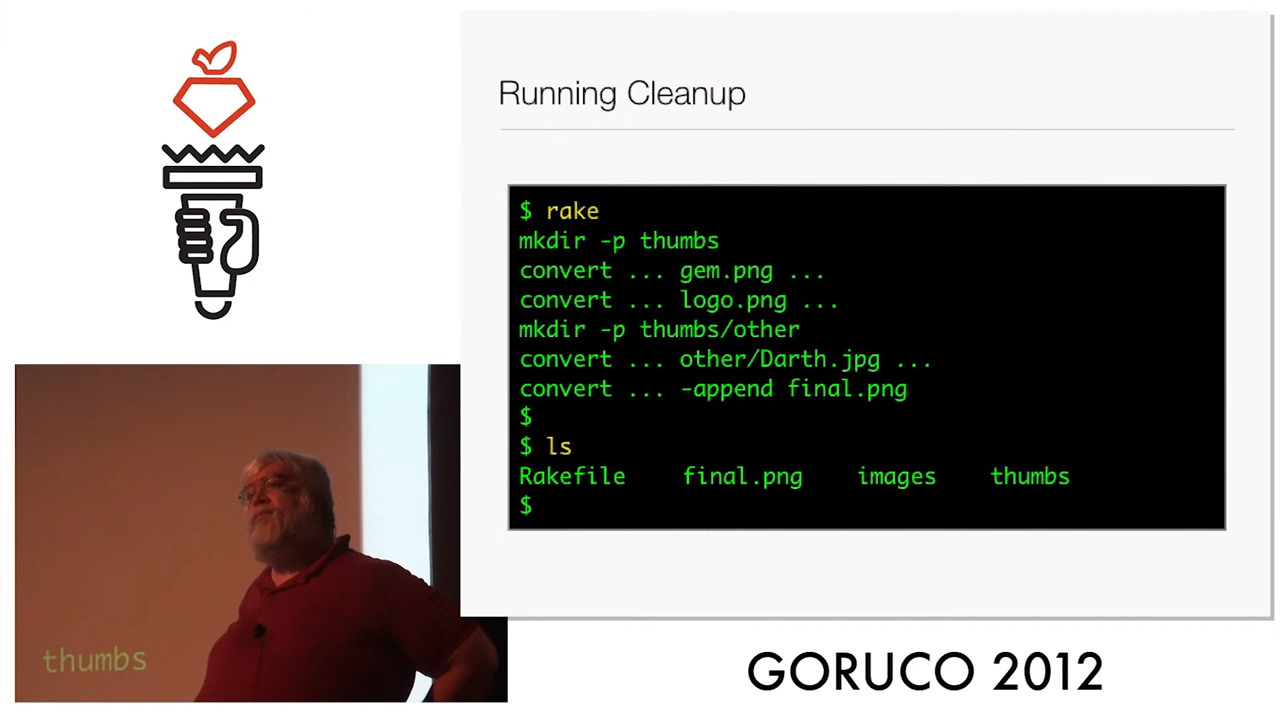 Running Cleanup
$ rake
mkdir -p thumbs
convert ... gem.png ...
convert ... logo.png ...
mkdir -p thumbs/other
convert ... other/Darth.jpg ...
convert ... -append final.png
$
$ ls
Rakefile final.png images thumbs
$
thumbs
GORUCO 2012